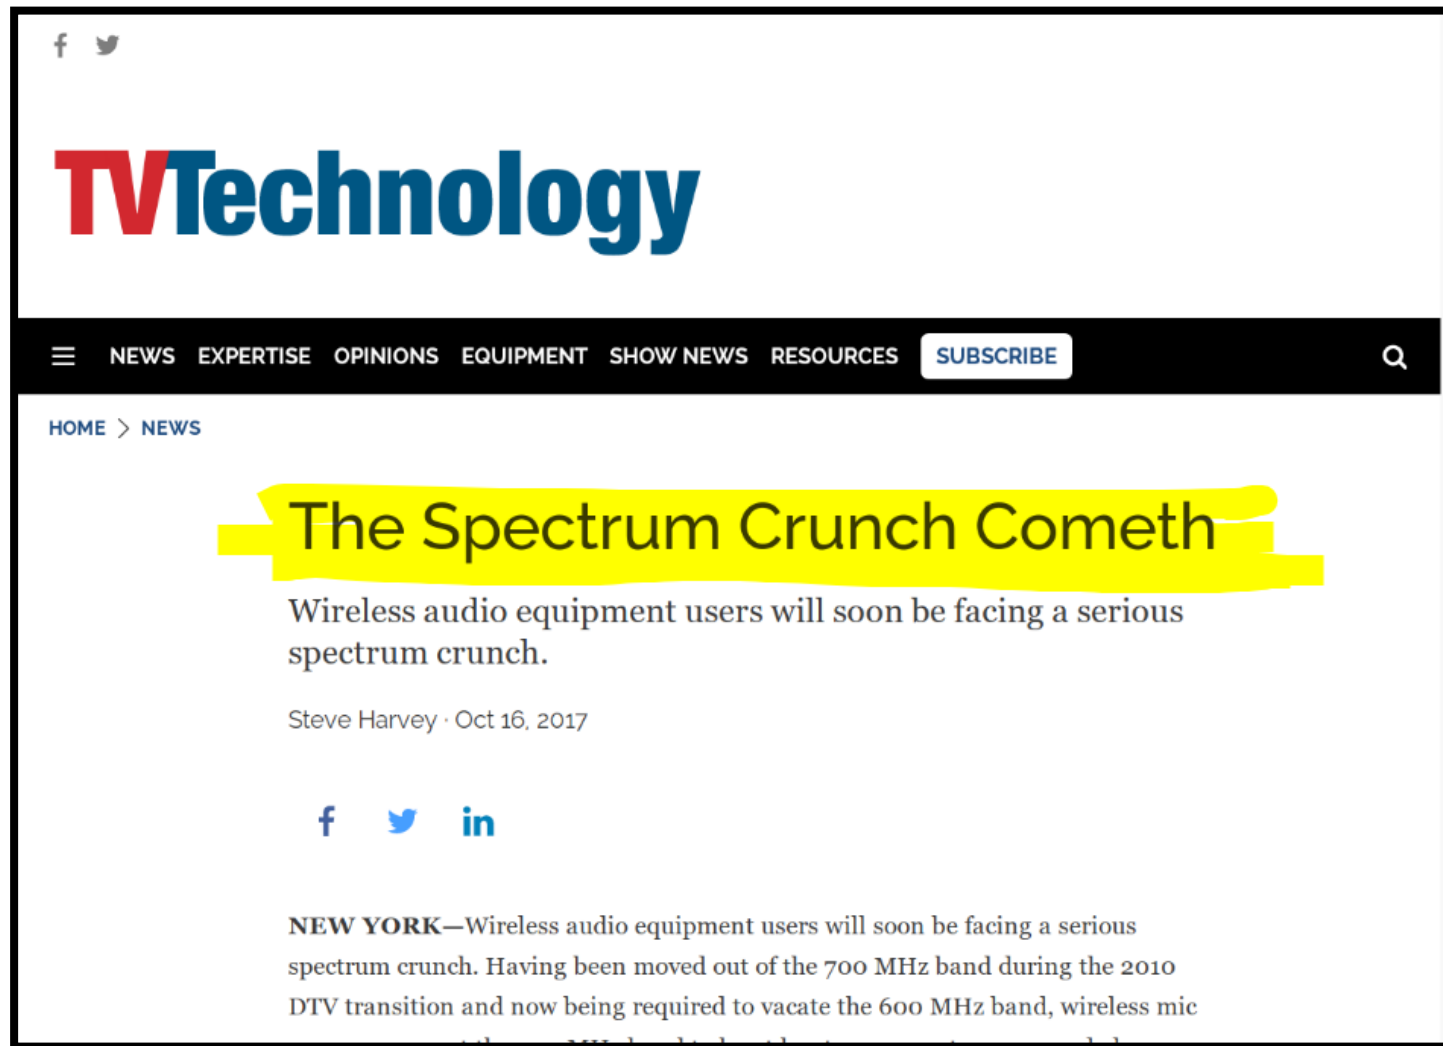 TVTechnology
NEWS EXPERTISE OPINIONS EQUIPMENT SHOW NEWS RESOURCES SUBSCRIBE
HOME > NEWS
The Spectrum Crunch Cometh
Wireless audio equipment users will soon be facing a serious
spectrum crunch.
Steve Harvey · Oct 16, 2017
NEW YORK—Wireless audio equipment users will soon be facing a serious
spectrum crunch. Having been moved out of the 700 MHz band during the 2010
DTV transition and now being required to vacate the 600 MHz band, wireless mic